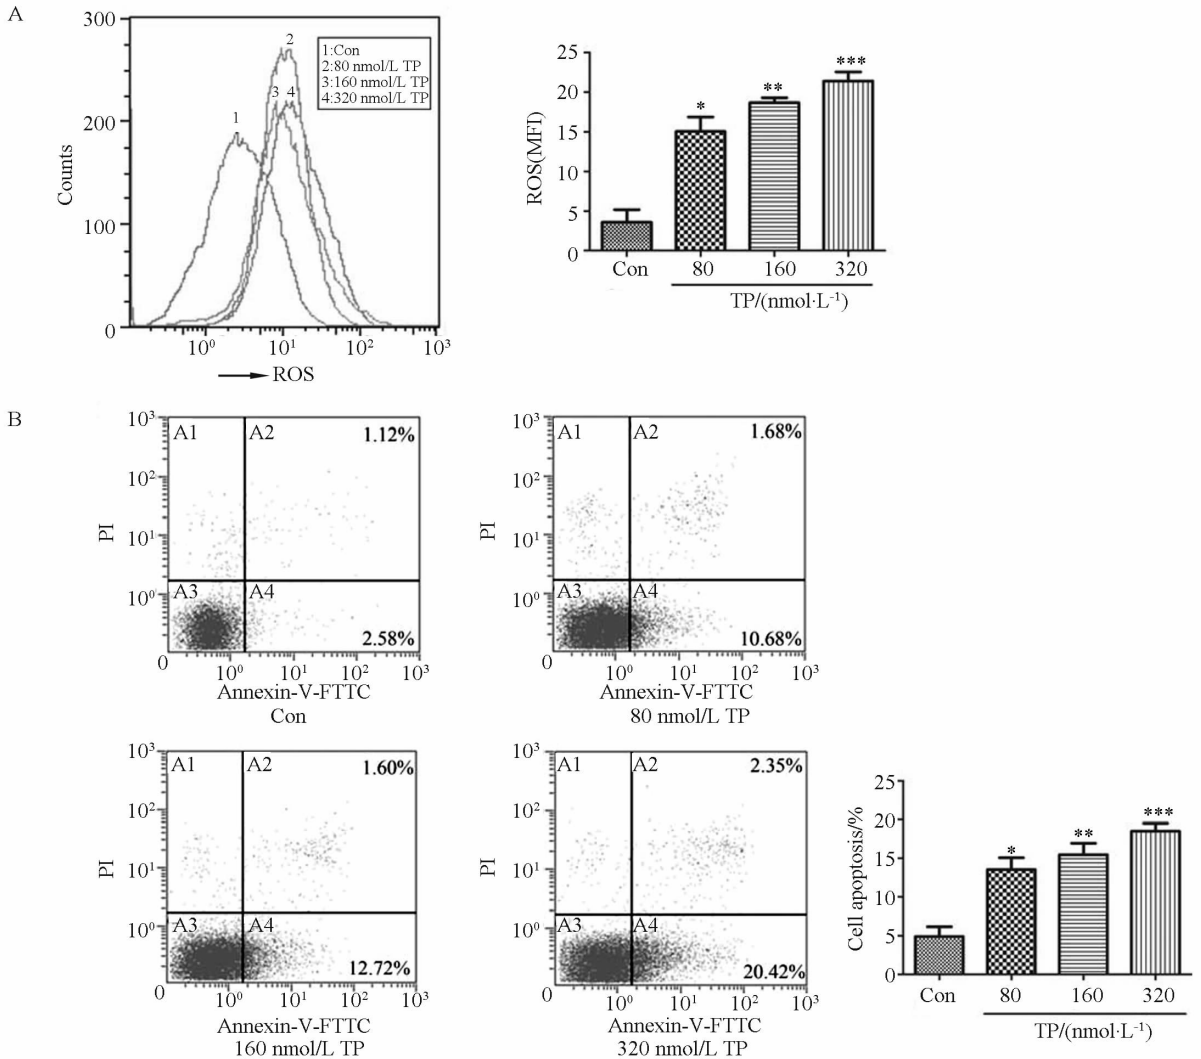 A
300
200
100
0
Counts
1
2
3 4
1:Con
2:80 nmol/L TP
3:160 nmol/L TP
4:320 nmol/L TP
10⁰ 10¹ 10² 10³
ROS
25
20
15
10
5
0
ROS(MFI)
*
**
***
Con 80 160 320
TP/(nmol·L⁻¹)
B
10³
10²
10¹
10⁰
0
PI
A1 A2 1.12%
A3 A4
2.58%
10⁰ 10¹ 10² 10³
Annexin-V-FTTC
Con
10³
10²
10¹
10⁰
0
PI
A1 A2 1.68%
A3 A4
10.68%
10⁰ 10¹ 10² 10³
Annexin-V-FTTC
80 nmol/L TP
10³
10²
10¹
10⁰
0
PI
A1 A2 1.60%
A3 A4
12.72%
10⁰ 10¹ 10² 10³
Annexin-V-FTTC
160 nmol/L TP
10³
10²
10¹
10⁰
0
PI
A1 A2 2.35%
A3 A4
20.42%
10⁰ 10¹ 10² 10³
Annexin-V-FTTC
320 nmol/L TP
25
20
15
10
5
0
Cell apoptosis/%
*
**
***
Con 80 160 320
TP/(nmol·L⁻¹)